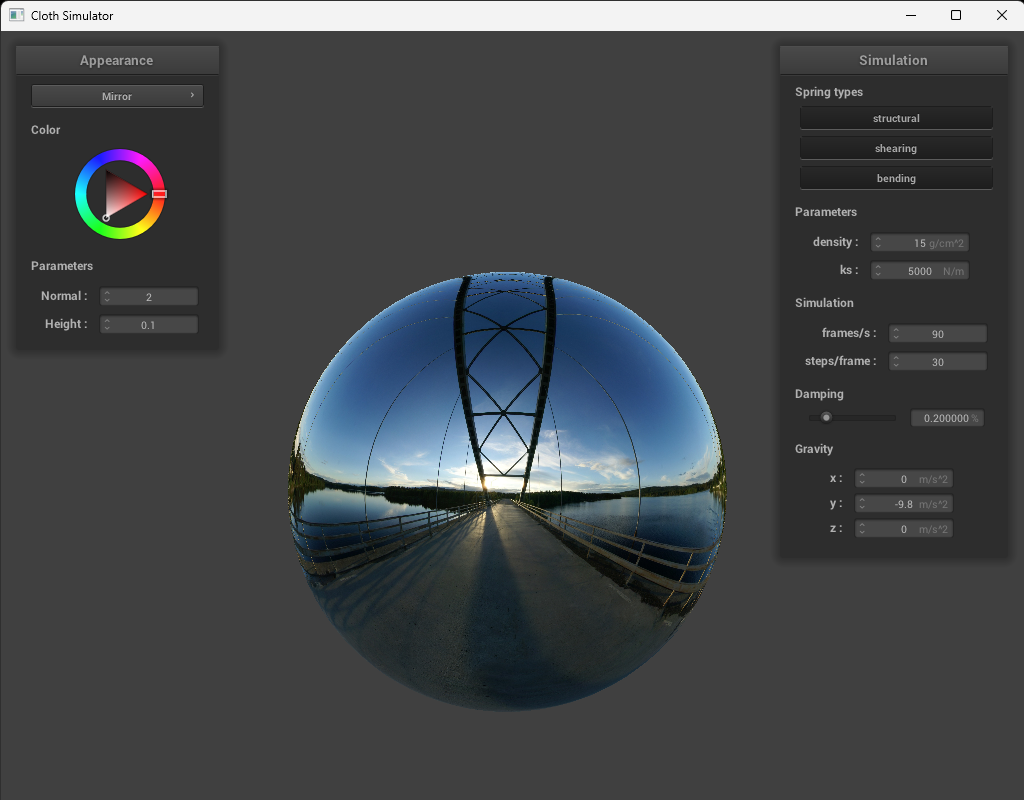 Cloth Simulator
Appearance
Mirror
Color
Parameters
Normal : 2
Height : 0.1
Simulation
Spring types
structural
shearing
bending
Parameters
density : 15 g/cm^2
ks : 5000 N/m
Simulation
frames/s : 90
steps/frame : 30
Damping
0.200000 %
Gravity
x : 0 m/s^2
y : -9.8 m/s^2
z : 0 m/s^2